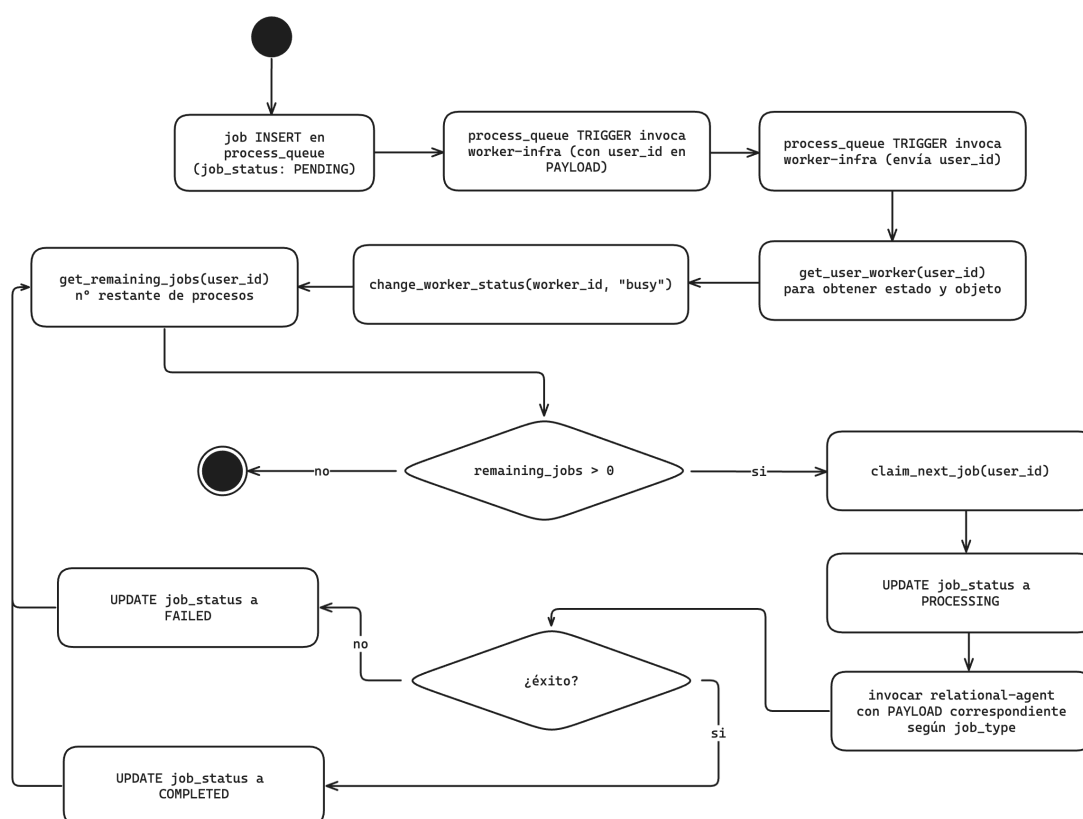 job INSERT en
process_queue
(job_status: PENDING)
process_queue TRIGGER invoca
worker-infra (con user_id en
PAYLOAD)
process_queue TRIGGER invoca
worker-infra (envía user_id)
get_user_worker(user_id)
para obtener estado y objeto
change_worker_status(worker_id, "busy")
get_remaining_jobs(user_id)
n° restante de procesos
remaining_jobs > 0
no
si
claim_next_job(user_id)
UPDATE job_status a
PROCESSING
invocar relational-agent
con PAYLOAD correspondiente
según job_type
¿éxito?
no
UPDATE job_status a
FAILED
si
UPDATE job_status a
COMPLETED